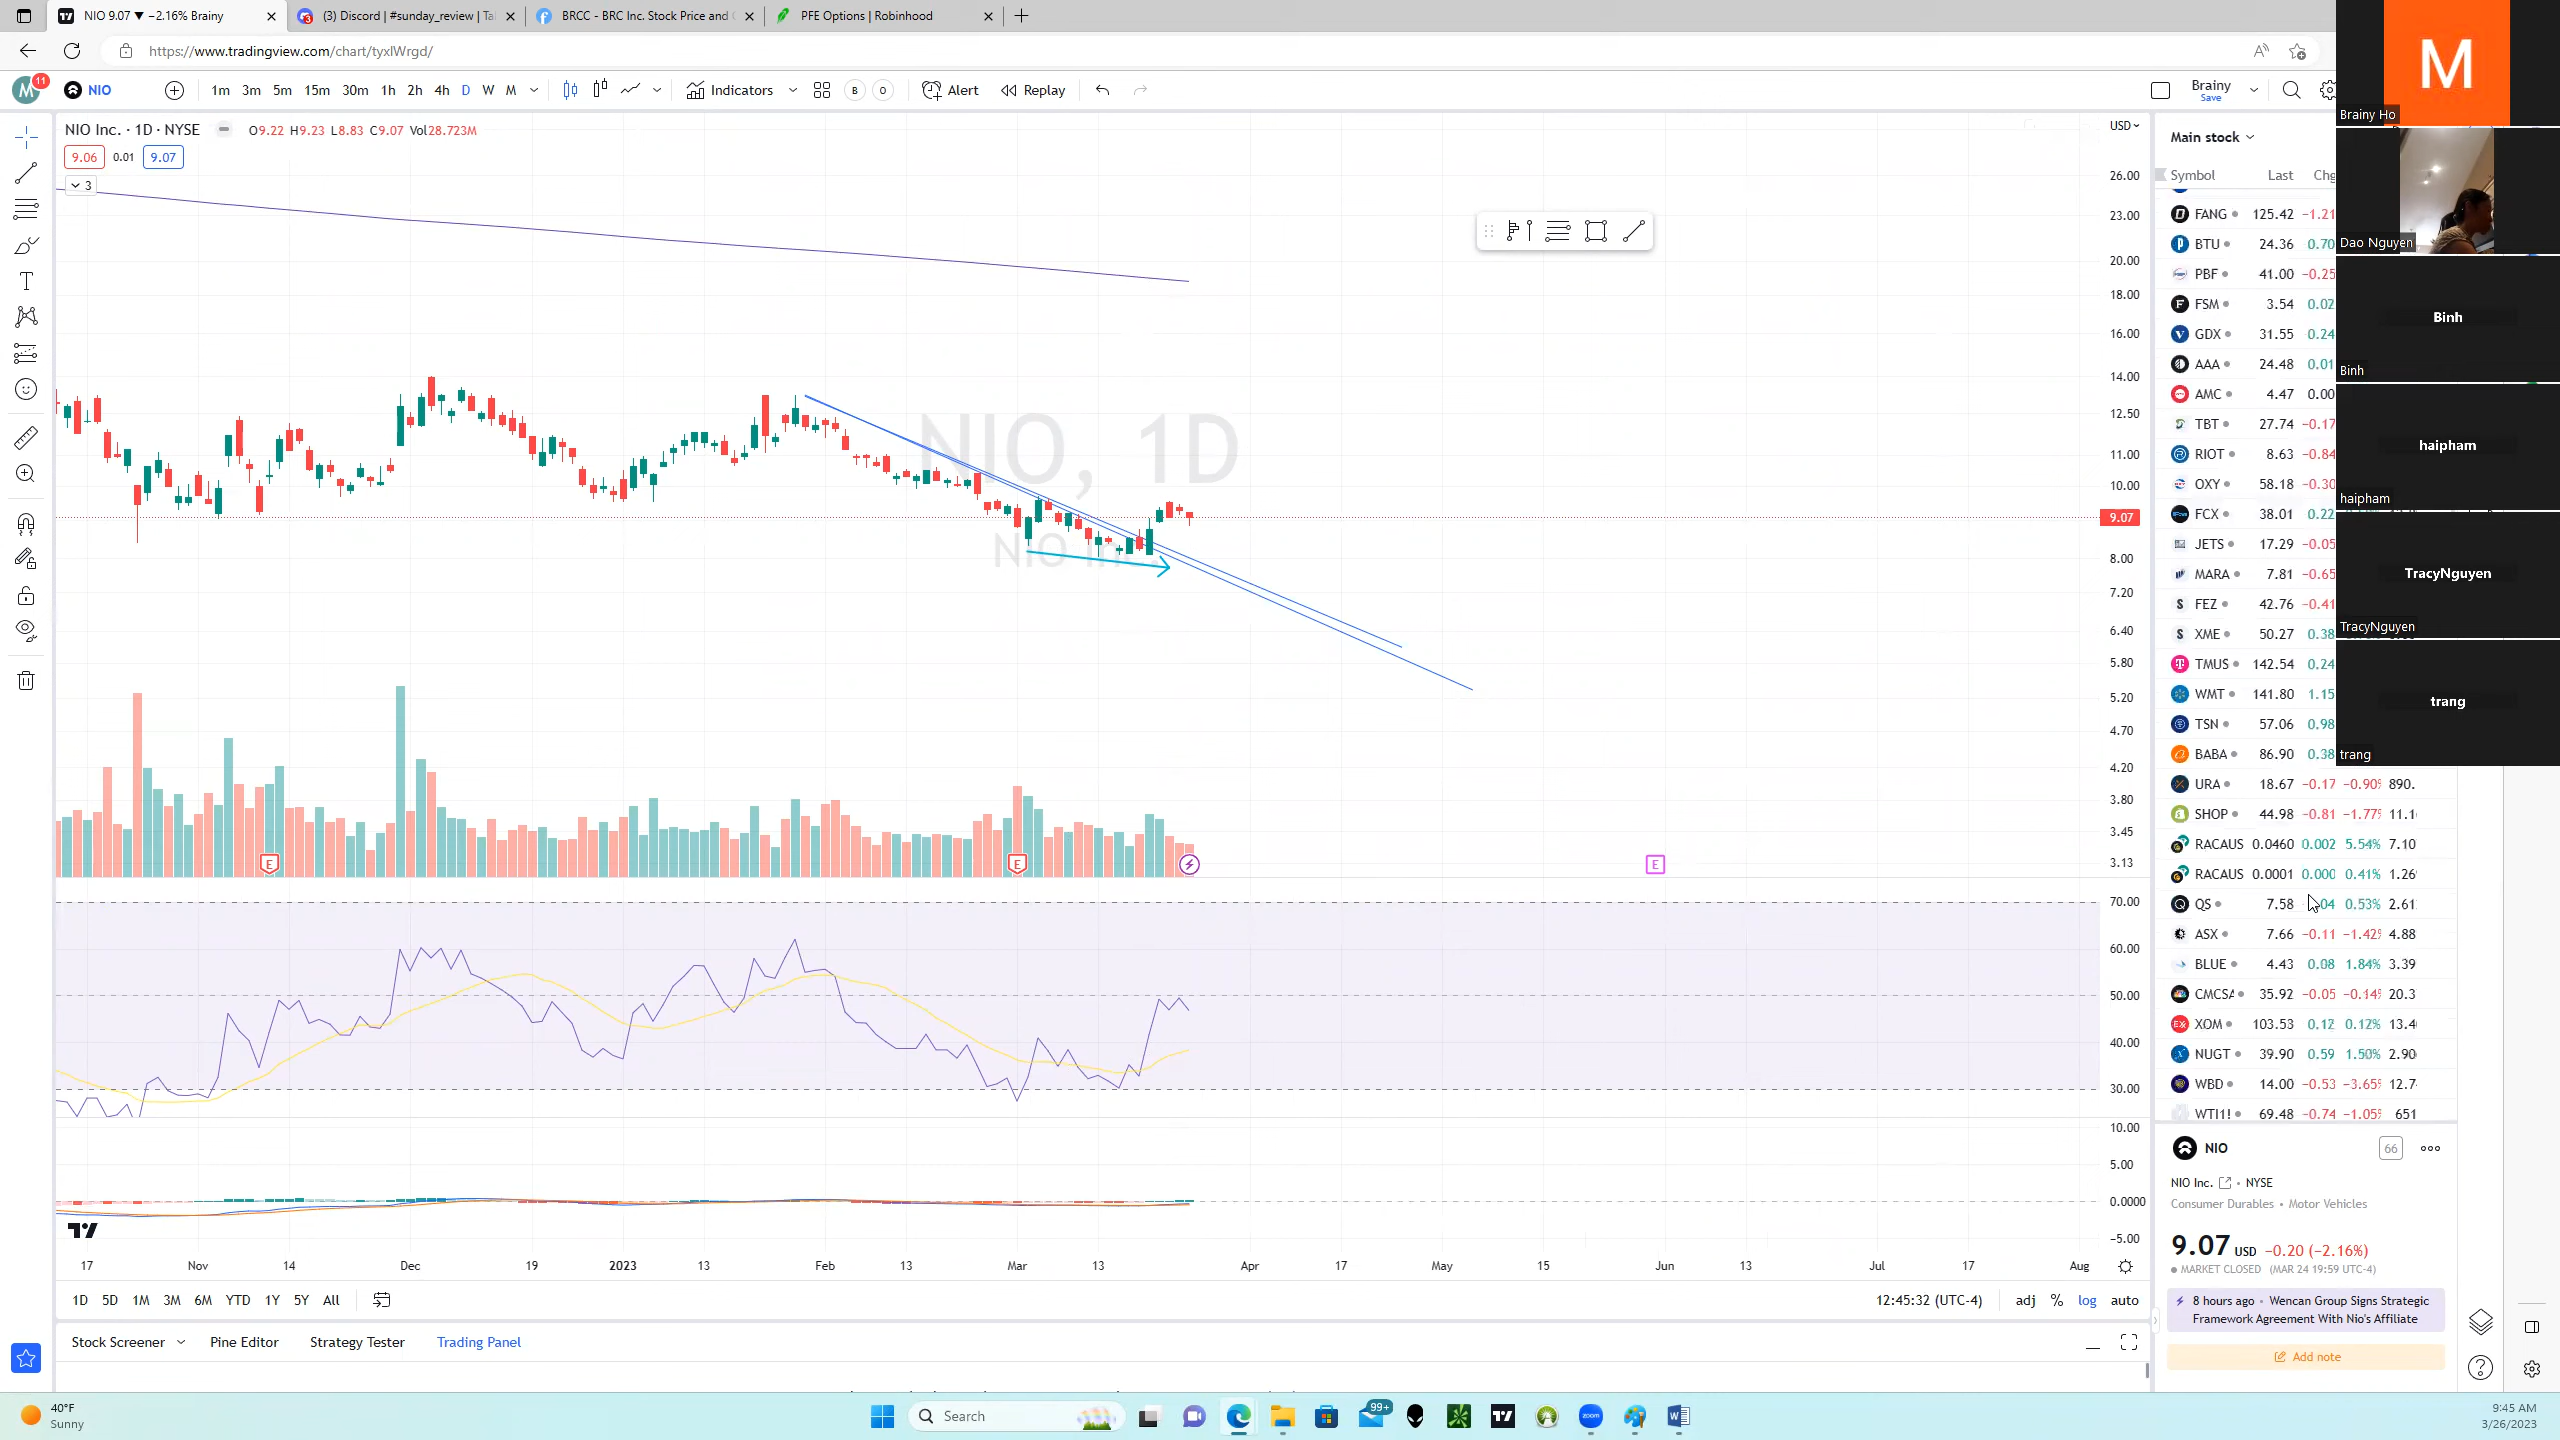 NIO 9.07 ▼ −2.16% Brainy
(3) Discord | #sunday_review | Ta
BRCC - BRC Inc. Stock Price and
PFE Options | Robinhood
https://www.tradingview.com/chart/tyxlWrgd/
M 11
NIO
1m 3m 5m 15m 30m 1h 2h 4h D W M
Indicators
B O
Alert
Replay
Brainy
Save
NIO Inc. · 1D · NYSE
O9.22 H9.23 L8.83 C9.07 Vol28.723M
9.06 0.01 9.07
3
USD
26.00
23.00
20.00
18.00
16.00
14.00
12.50
11.00
10.00
9.07
8.00
7.20
6.40
5.80
5.20
4.70
4.20
3.80
3.45
3.13
NIO, 1D
NIO Inc.
E
E
E
70.00
60.00
50.00
40.00
30.00
10.00
5.00
0.0000
−5.00
17 Nov 14 Dec 19 2023 13 Feb 13 Mar 13 Apr 17 May 15 Jun 13 Jul 17 Aug
1D 5D 1M 3M 6M YTD 1Y 5Y All
12:45:32 (UTC-4)
adj % log auto
Stock Screener
Pine Editor
Strategy Tester
Trading Panel
Main stock
Symbol Last Chg
FANG 125.42 −1.21
BTU 24.36 0.70
PBF 41.00 −0.25
FSM 3.54 0.02
GDX 31.55 0.24
AAA 24.48 0.01
AMC 4.47 0.00
TBT 27.74 −0.17
RIOT 8.63 −0.84
OXY 58.18 −0.30
FCX 38.01 0.22
JETS 17.29 −0.05
MARA 7.81 −0.65
FEZ 42.76 −0.41
XME 50.27 0.38
TMUS 142.54 0.24
WMT 141.80 1.15
TSN 57.06 0.98
BABA 86.90 0.38
URA 18.67 −0.17 −0.90% 890.
SHOP 44.98 −0.81 −1.77%
RACAUS 0.0460 0.002 5.54% 7.10
RACAUS 0.0001 0.000 0.41% 1.26
QS 7.58 04 0.53% 2.61
ASX 7.66 −0.11 −1.42% 4.88
BLUE 4.43 0.08 1.84% 3.39
CMCSA 35.92 −0.05 −0.14% 20.3
XOM 103.53 0.12 0.12% 13.4
NUGT 39.90 0.59 1.50% 2.90
WBD 14.00 −0.53 −3.65% 12.7
WTI1! 69.48 −0.74 −1.05% 651
NIO
66
NIO Inc. • NYSE
Consumer Durables • Motor Vehicles
9.07 USD −0.20 (−2.16%)
MARKET CLOSED (MAR 24 19:59 UTC-4)
8 hours ago • Wencan Group Signs Strategic
Framework Agreement With Nio's Affiliate
Add note
M
Brainy Ho
Dao Nguyen
Binh
Binh
haipham
haipham
TracyNguyen
TracyNguyen
trang
trang
40°F
Sunny
Search
99+
zoom
9:45 AM
3/26/2023